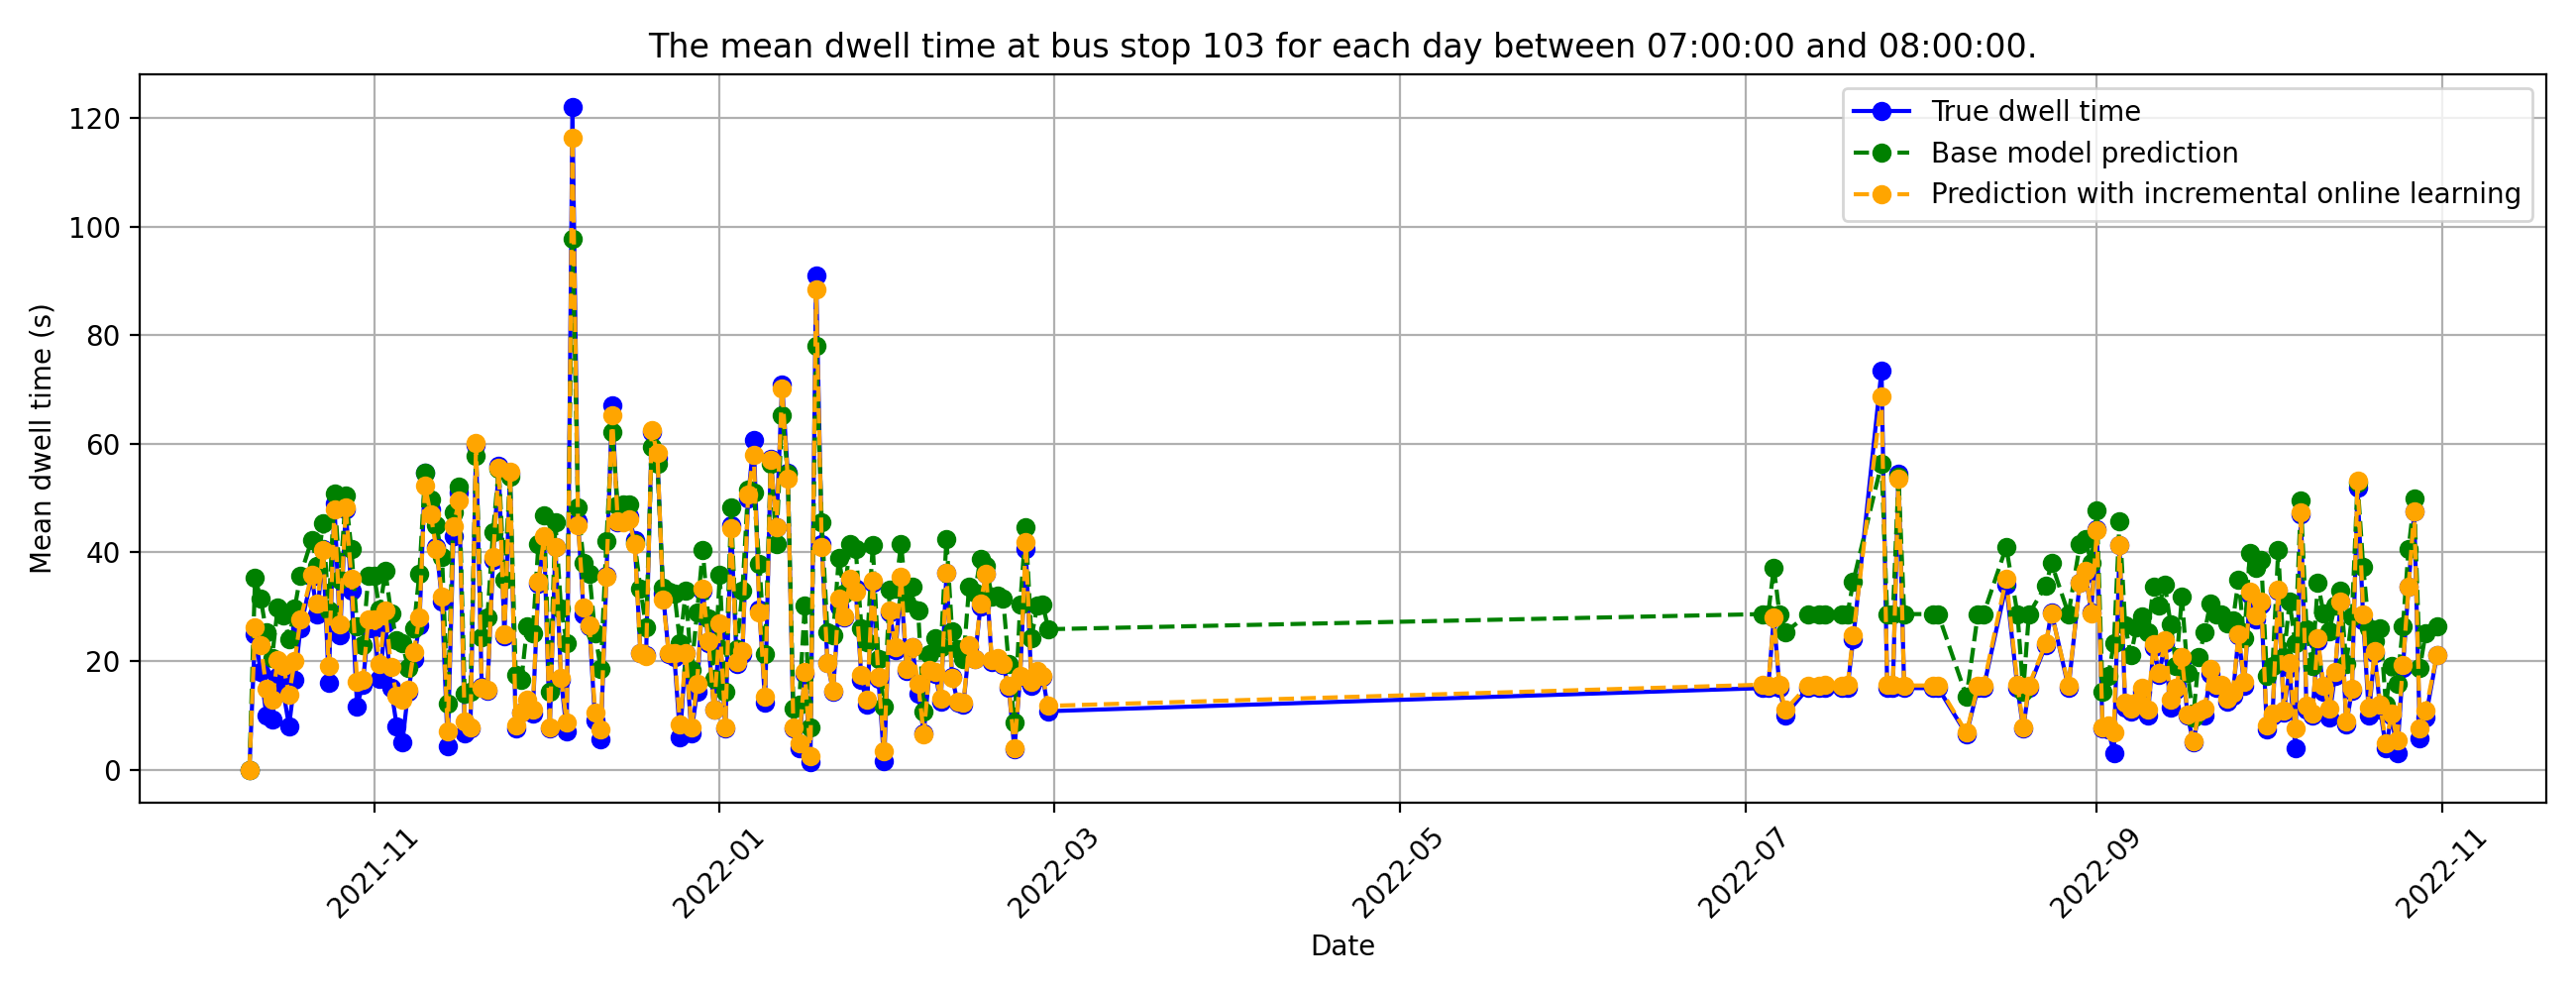 The mean dwell time at bus stop 103 for each day between 07:00:00 and 08:00:00.
True dwell time
Base model prediction
Prediction with incremental online learning
Mean dwell time (s)
120
100
80
60
40
20
0
2021-11
2022-01
2022-03
2022-05
2022-07
2022-09
2022-11
Date